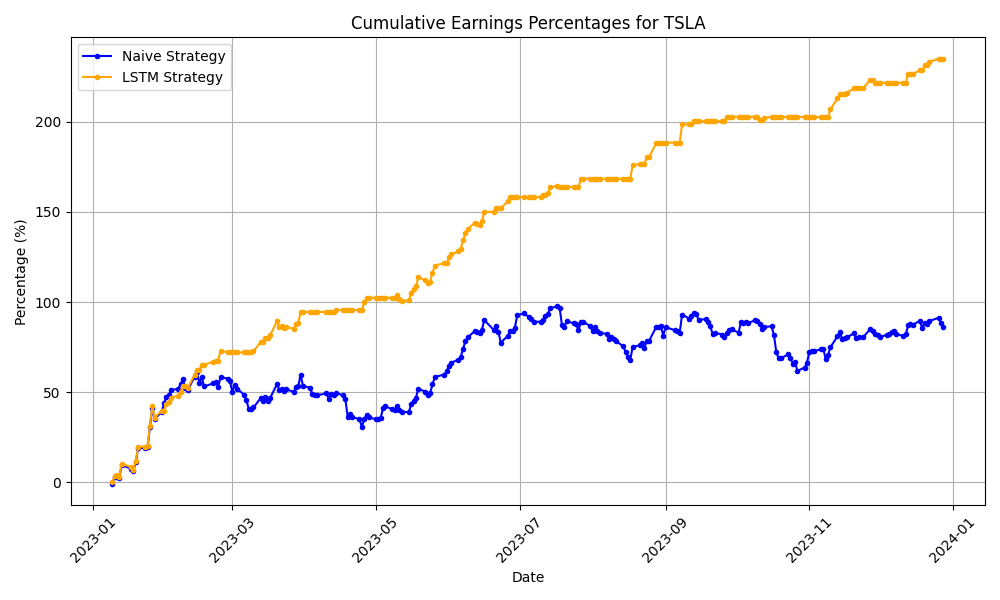 Cumulative Earnings Percentages for TSLA
Naive Strategy
LSTM Strategy
Percentage (%)
200
150
100
50
0
2023-01
2023-03
2023-05
2023-07
2023-09
2023-11
2024-01
Date